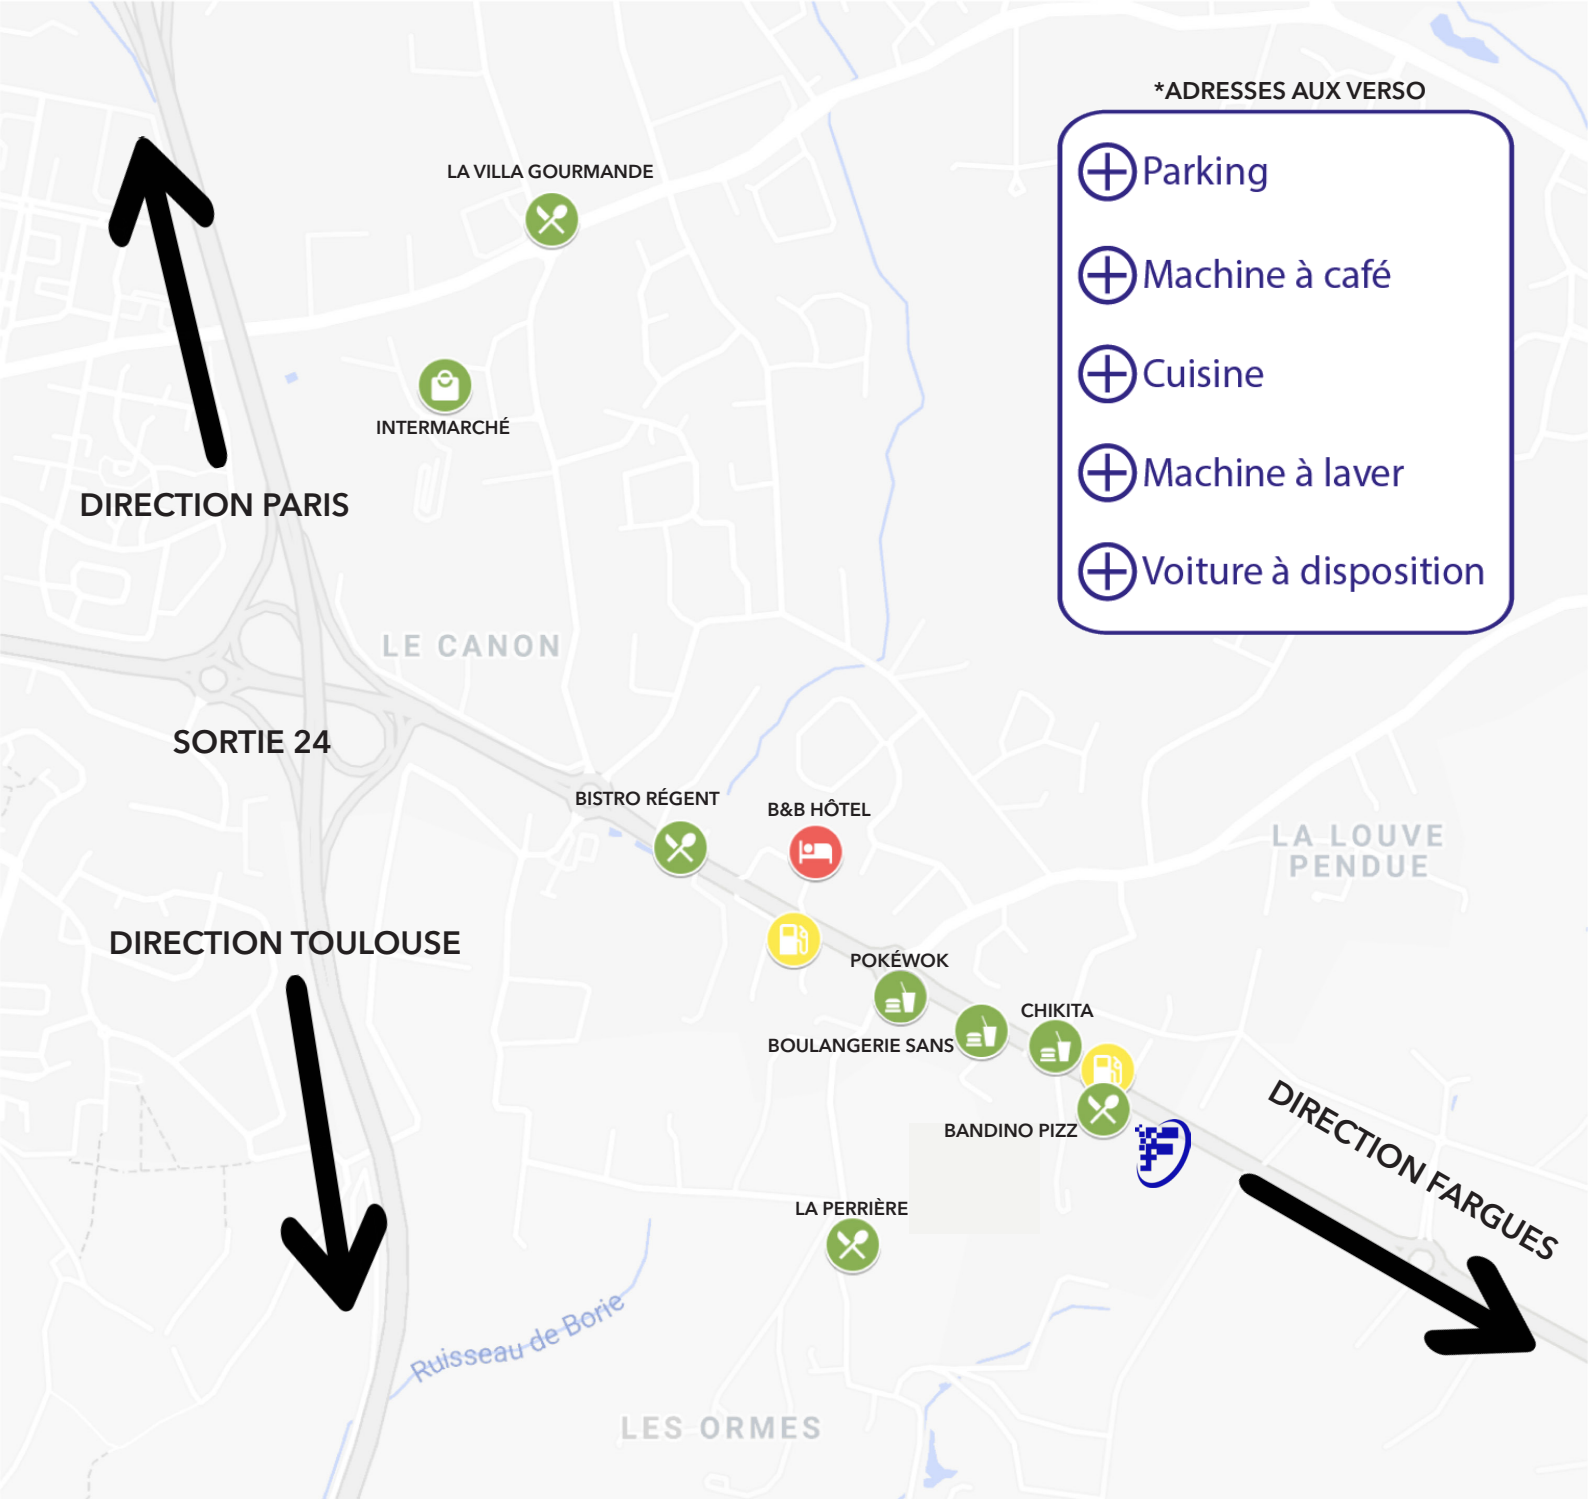 *ADRESSES AUX VERSO
Parking
Machine à café
Cuisine
Machine à laver
Voiture à disposition
LA VILLA GOURMANDE
INTERMARCHÉ
DIRECTION PARIS
LE CANON
SORTIE 24
BISTRO RÉGENT
B&B HÔTEL
LA LOUVE
PENDUE
DIRECTION TOULOUSE
POKÉWOK
CHIKITA
BOULANGERIE SANS
BANDINO PIZZ
DIRECTION FARGUES
LA PERRIÈRE
Ruisseau de Borie
LES ORMES